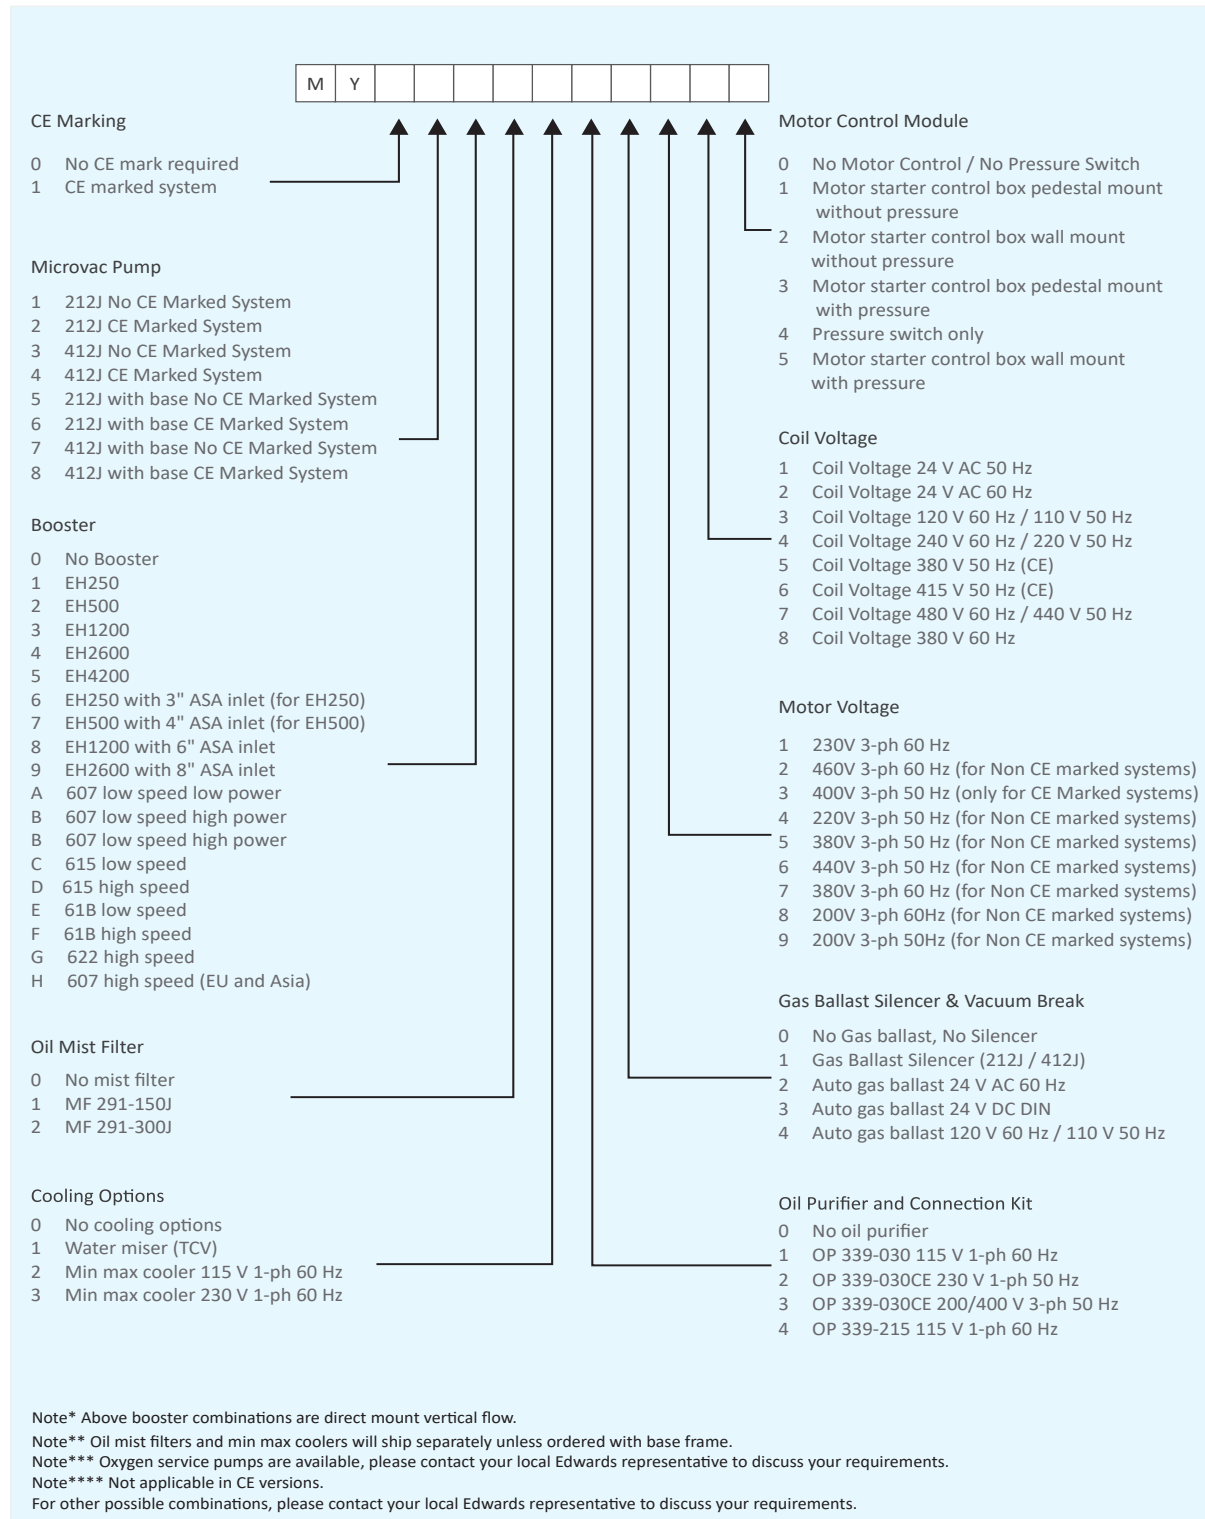 M Y
CE Marking
0 No CE mark required
1 CE marked system
Microvac Pump
1 212J No CE Marked System
2 212J CE Marked System
3 412J No CE Marked System
4 412J CE Marked System
5 212J with base No CE Marked System
6 212J with base CE Marked System
7 412J with base No CE Marked System
8 412J with base CE Marked System
Booster
0 No Booster
1 EH250
2 EH500
3 EH1200
4 EH2600
5 EH4200
6 EH250 with 3" ASA inlet (for EH250)
7 EH500 with 4" ASA inlet (for EH500)
8 EH1200 with 6" ASA inlet
9 EH2600 with 8" ASA inlet
A 607 low speed low power
B 607 low speed high power
B 607 low speed high power
C 615 low speed
D 615 high speed
E 61B low speed
F 61B high speed
G 622 high speed
H 607 high speed (EU and Asia)
Oil Mist Filter
0 No mist filter
1 MF 291-150J
2 MF 291-300J
Cooling Options
0 No cooling options
1 Water miser (TCV)
2 Min max cooler 115 V 1-ph 60 Hz
3 Min max cooler 230 V 1-ph 60 Hz
Motor Control Module
0 No Motor Control / No Pressure Switch
1 Motor starter control box pedestal mount
without pressure
2 Motor starter control box wall mount
without pressure
3 Motor starter control box pedestal mount
with pressure
4 Pressure switch only
5 Motor starter control box wall mount
with pressure
Coil Voltage
1 Coil Voltage 24 V AC 50 Hz
2 Coil Voltage 24 V AC 60 Hz
3 Coil Voltage 120 V 60 Hz / 110 V 50 Hz
4 Coil Voltage 240 V 60 Hz / 220 V 50 Hz
5 Coil Voltage 380 V 50 Hz (CE)
6 Coil Voltage 415 V 50 Hz (CE)
7 Coil Voltage 480 V 60 Hz / 440 V 50 Hz
8 Coil Voltage 380 V 60 Hz
Motor Voltage
1 230V 3-ph 60 Hz
2 460V 3-ph 60 Hz (for Non CE marked systems)
3 400V 3-ph 50 Hz (only for CE Marked systems)
4 220V 3-ph 50 Hz (for Non CE marked systems)
5 380V 3-ph 50 Hz (for Non CE marked systems)
6 440V 3-ph 50 Hz (for Non CE marked systems)
7 380V 3-ph 60 Hz (for Non CE marked systems)
8 200V 3-ph 60Hz (for Non CE marked systems)
9 200V 3-ph 50Hz (for Non CE marked systems)
Gas Ballast Silencer & Vacuum Break
0 No Gas ballast, No Silencer
1 Gas Ballast Silencer (212J / 412J)
2 Auto gas ballast 24 V AC 60 Hz
3 Auto gas ballast 24 V DC DIN
4 Auto gas ballast 120 V 60 Hz / 110 V 50 Hz
Oil Purifier and Connection Kit
0 No oil purifier
1 OP 339-030 115 V 1-ph 60 Hz
2 OP 339-030CE 230 V 1-ph 50 Hz
3 OP 339-030CE 200/400 V 3-ph 50 Hz
4 OP 339-215 115 V 1-ph 60 Hz
Note* Above booster combinations are direct mount vertical flow.
Note** Oil mist filters and min max coolers will ship separately unless ordered with base frame.
Note*** Oxygen service pumps are available, please contact your local Edwards representative to discuss your requirements.
Note**** Not applicable in CE versions.
For other possible combinations, please contact your local Edwards representative to discuss your requirements.